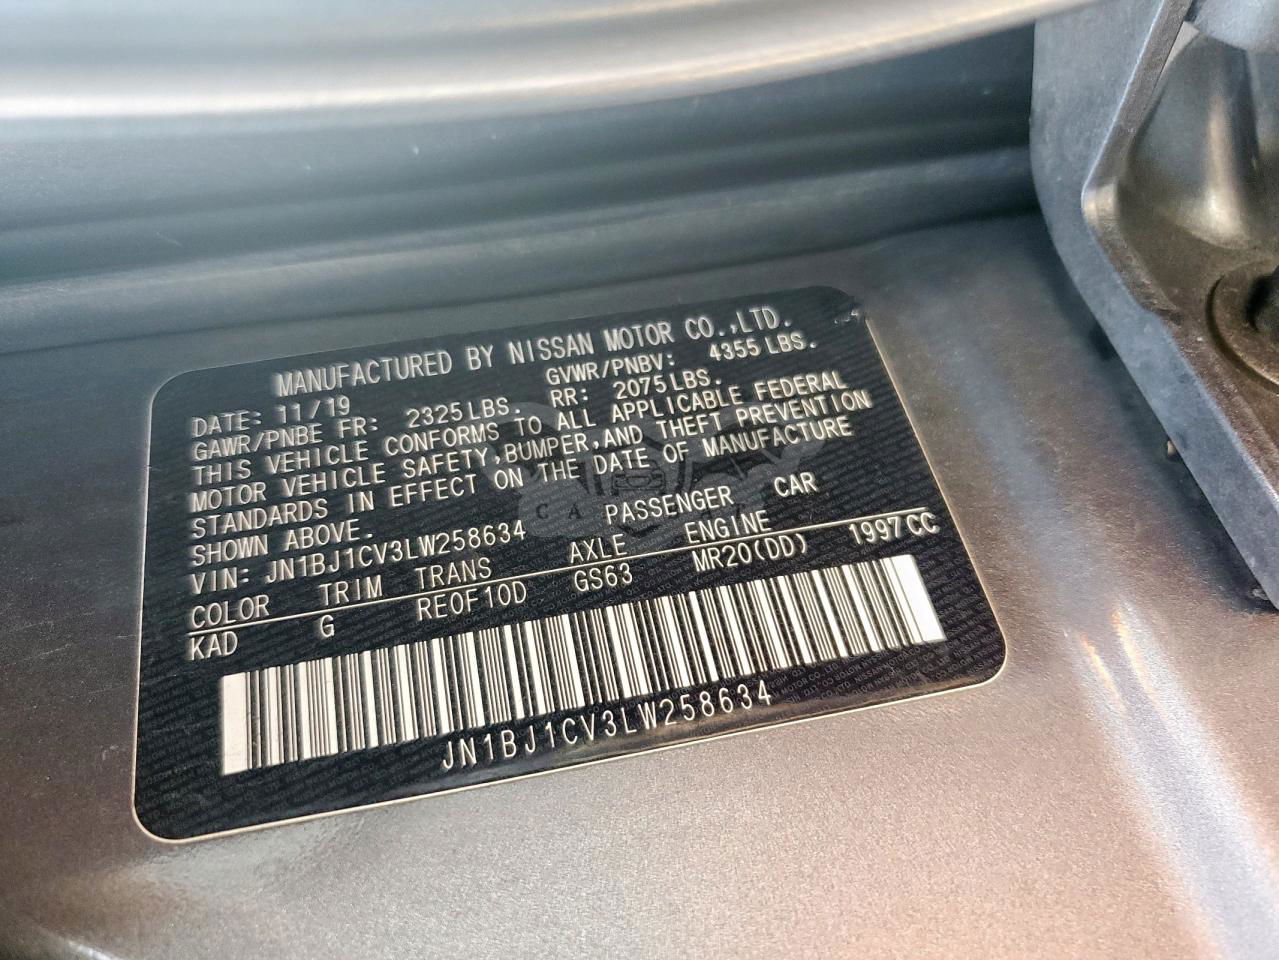 MANUFACTURED BY NISSAN MOTOR CO.,LTD.
DATE: 11/19 GVWR/PNBV: 4355 LBS.
GAWR/PNBE FR: 2325 LBS. RR: 2075 LBS.
THIS VEHICLE CONFORMS TO ALL APPLICABLE FEDERAL
MOTOR VEHICLE SAFETY, BUMPER, AND THEFT PREVENTION
STANDARDS IN EFFECT ON THE DATE OF MANUFACTURE
SHOWN ABOVE.
VIN: JN1BJ1CV3LW258634 PASSENGER CAR
COLOR TRIM TRANS AXLE ENGINE
KAD G RE0F10D GS63 MR20(DD) 1997 CC
JN1BJ1CV3LW258634